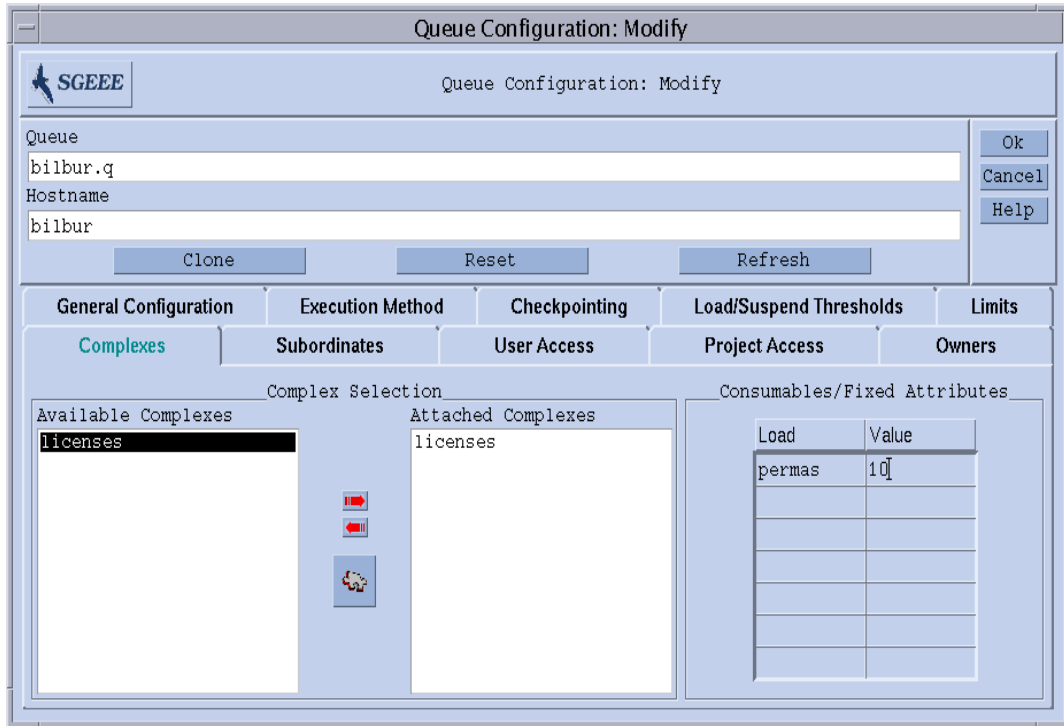 Queue Configuration: Modify
SGEEE
Queue Configuration: Modify
Queue
bilbur.q
Hostname
bilbur
Ok
Cancel
Help
Clone Reset Refresh
General Configuration Execution Method Checkpointing Load/Suspend Thresholds Limits
Complexes Subordinates User Access Project Access Owners
Complex Selection
Available Complexes Attached Complexes
licenses licenses
Consumables/Fixed Attributes
Load Value
permas 10